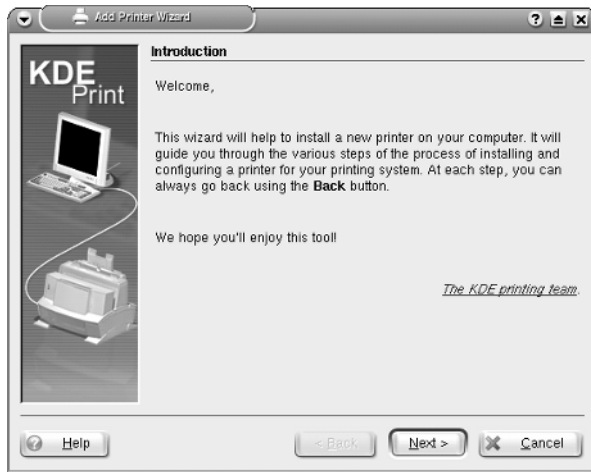 Add Printer Wizard
KDE
Print
Introduction
Welcome,
This wizard will help to install a new printer on your computer. It will
guide you through the various steps of the process of installing and
configuring a printer for your printing system. At each step, you can
always go back using the Back button.
We hope you'll enjoy this tool!
The KDE printing team.
Help
< Back
Next >
Cancel